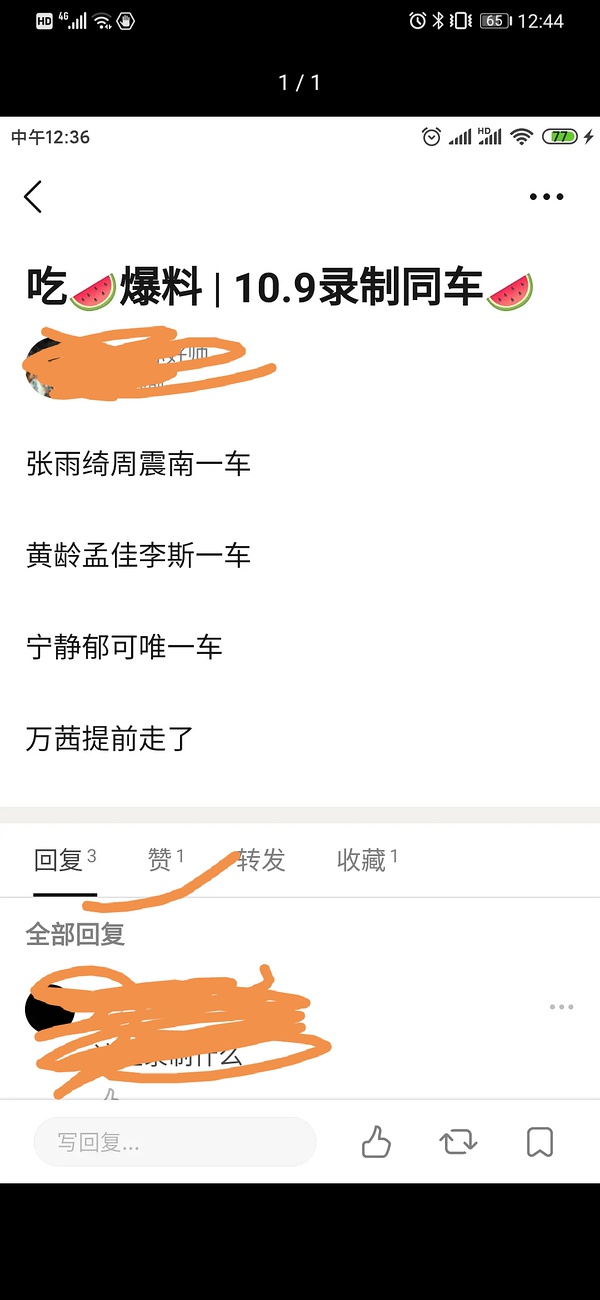 HD 4G 65 12:44
1 / 1
中午12:36 HD 77
吃🍉爆料 | 10.9录制同车🍉
张雨绮周震南一车
黄龄孟佳李斯一车
宁静郁可唯一车
万茜提前走了
回复 3 赞 1 转发 收藏 1
全部回复
录制什么
写回复...